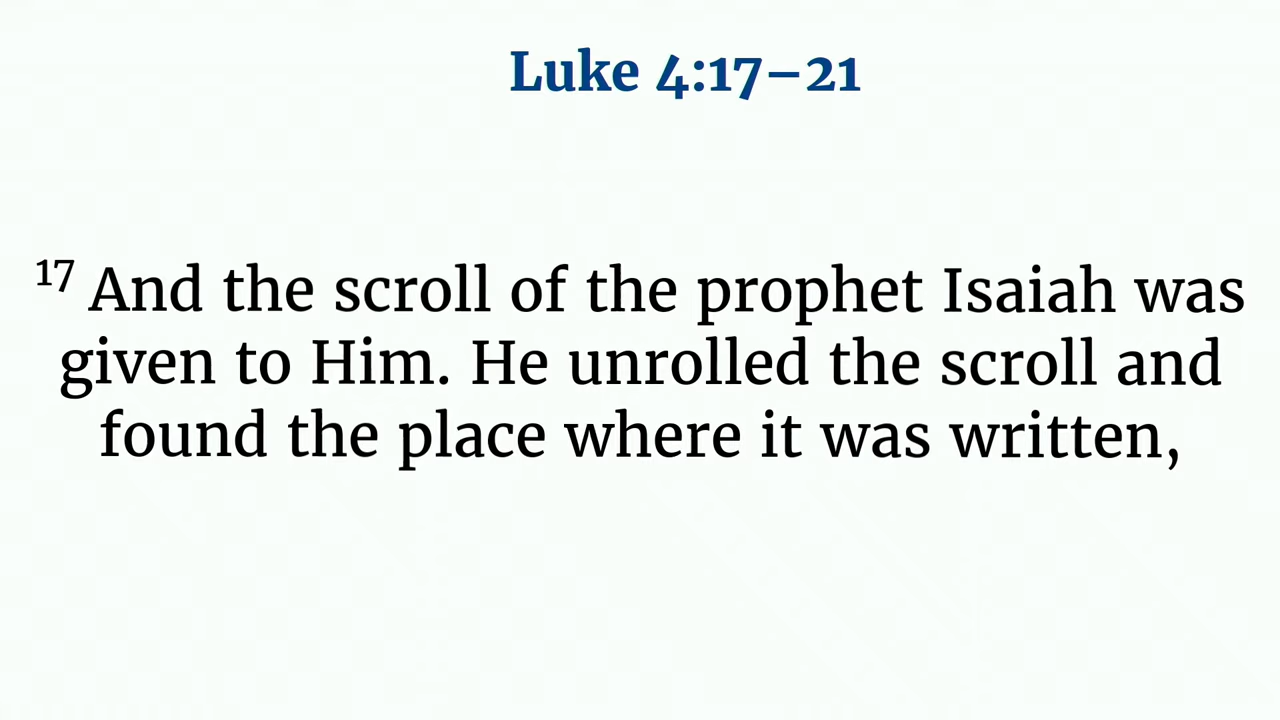 Luke 4:17–21
17 And the scroll of the prophet Isaiah was
given to Him. He unrolled the scroll and
found the place where it was written,